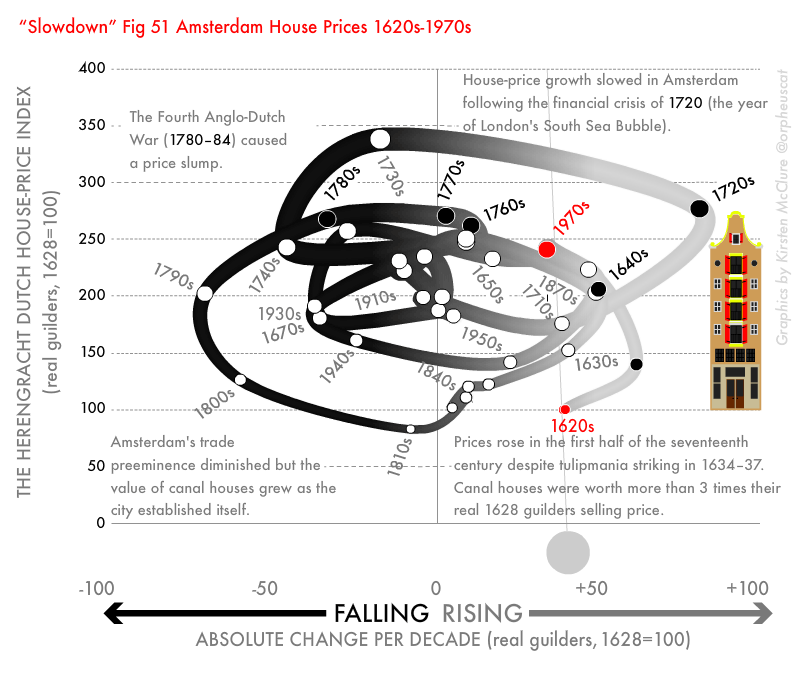 “Slowdown” Fig 51 Amsterdam House Prices 1620s-1970s
THE HERENGRACHT DUTCH HOUSE-PRICE INDEX
(real guilders, 1628=100)
400
350
300
250
200
150
100
50
0
The Fourth Anglo-Dutch
War (1780–84) caused
a price slump.
House-price growth slowed in Amsterdam
following the financial crisis of 1720 (the year
of London's South Sea Bubble).
Graphics by Kirsten McClure @orpheuscat
1780s
1730s
1770s
1760s
1970s
1720s
1790s
1740s
1650s
1870s
1710s
1640s
1930s
1670s
1910s
1940s
1950s
1840s
1630s
1800s
1810s
1620s
Amsterdam's trade
preeminence diminished but the
value of canal houses grew as the
city established itself.
Prices rose in the first half of the seventeenth
century despite tulipmania striking in 1634–37.
Canal houses were worth more than 3 times their
real 1628 guilders selling price.
-100
-50
0
+50
+100
FALLING RISING
ABSOLUTE CHANGE PER DECADE (real guilders, 1628=100)